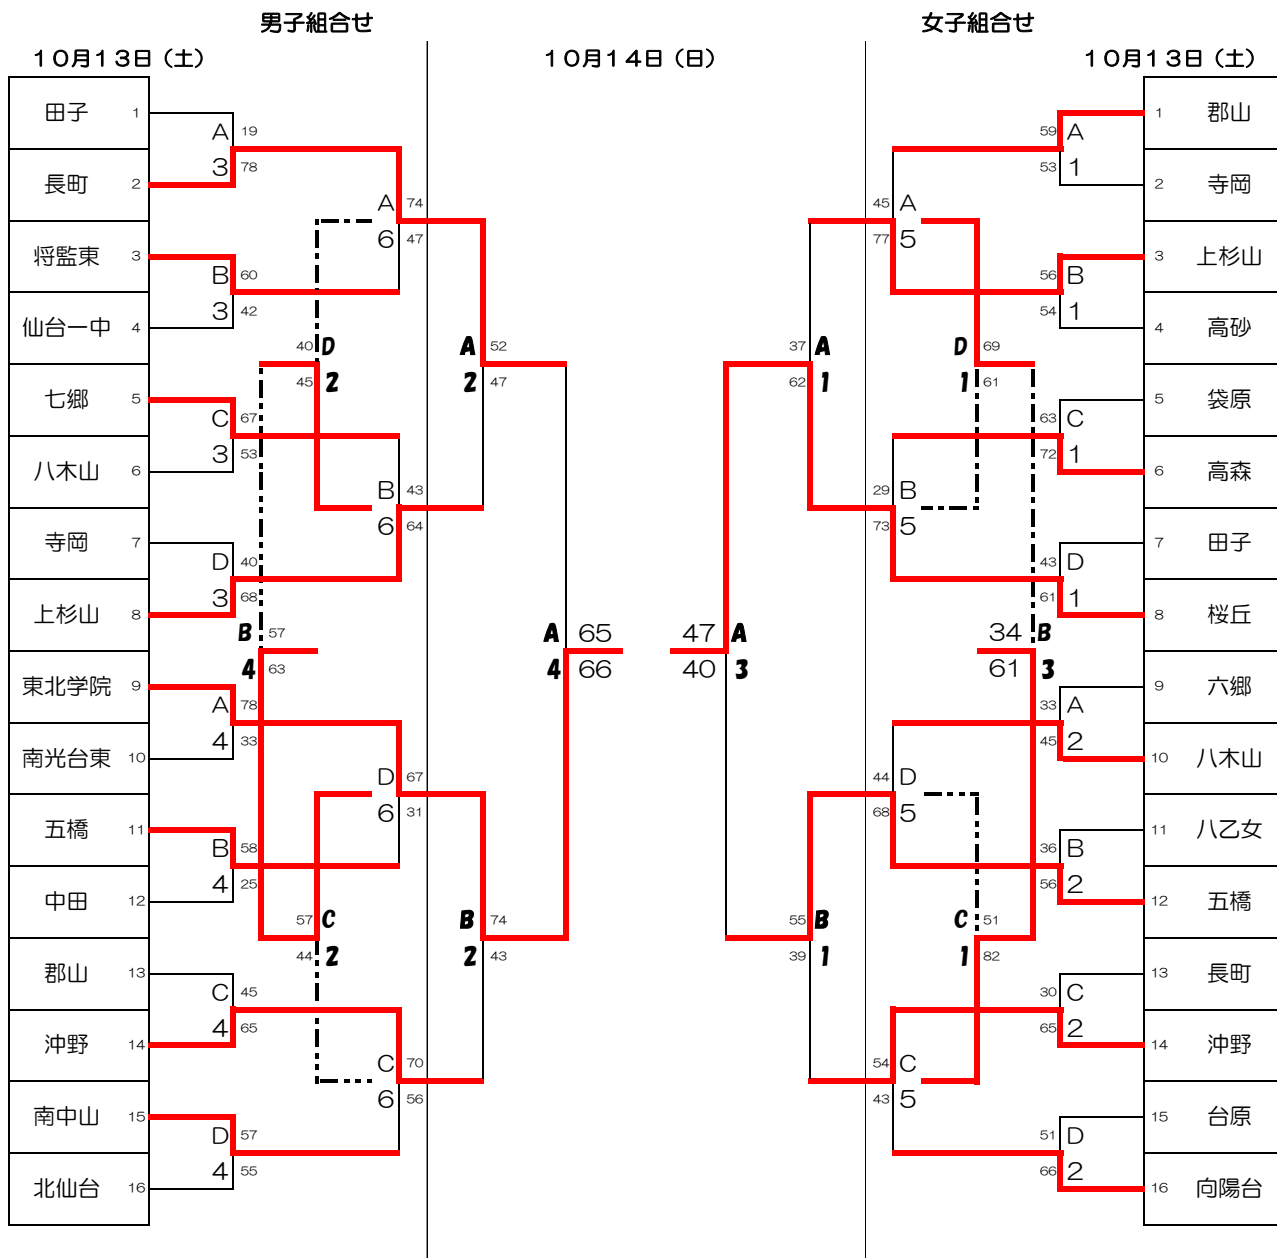 男子組合せ 女子組合せ
１０月１３日（土） １０月１４日（日） １０月１３日（土）
田子 1
A 19
3 78
長町 2
A 74
6 47
将監東 3
B 60
3 42
仙台一中 4
40 D
45 2
A 52
2 47
七郷 5
C 67
3 53
八木山 6
B 43
6 64
寺岡 7
D 40
3 68
上杉山 8
B 57
4 63
A 65
4 66
東北学院 9
A 78
4 33
南光台東 10
D 67
6 31
五橋 11
B 58
4 25
中田 12
57 C
44 2
B 74
2 43
郡山 13
C 45
4 65
沖野 14
C 70
6 56
南中山 15
D 57
4 55
北仙台 16
1 郡山
59 A
53 1
2 寺岡
45 A
77 5
3 上杉山
56 B
54 1
4 高砂
37 A
62 1
D 69
1 61
5 袋原
63 C
72 1
6 高森
29 B
73 5
7 田子
43 D
61 1
8 桜丘
47 A
40 3
34 B
61 3
9 六郷
33 A
45 2
10 八木山
44 D
68 5
11 八乙女
36 B
56 2
12 五橋
55 B
39 1
C 51
1 82
13 長町
30 C
65 2
14 沖野
54 C
43 5
15 台原
51 D
66 2
16 向陽台